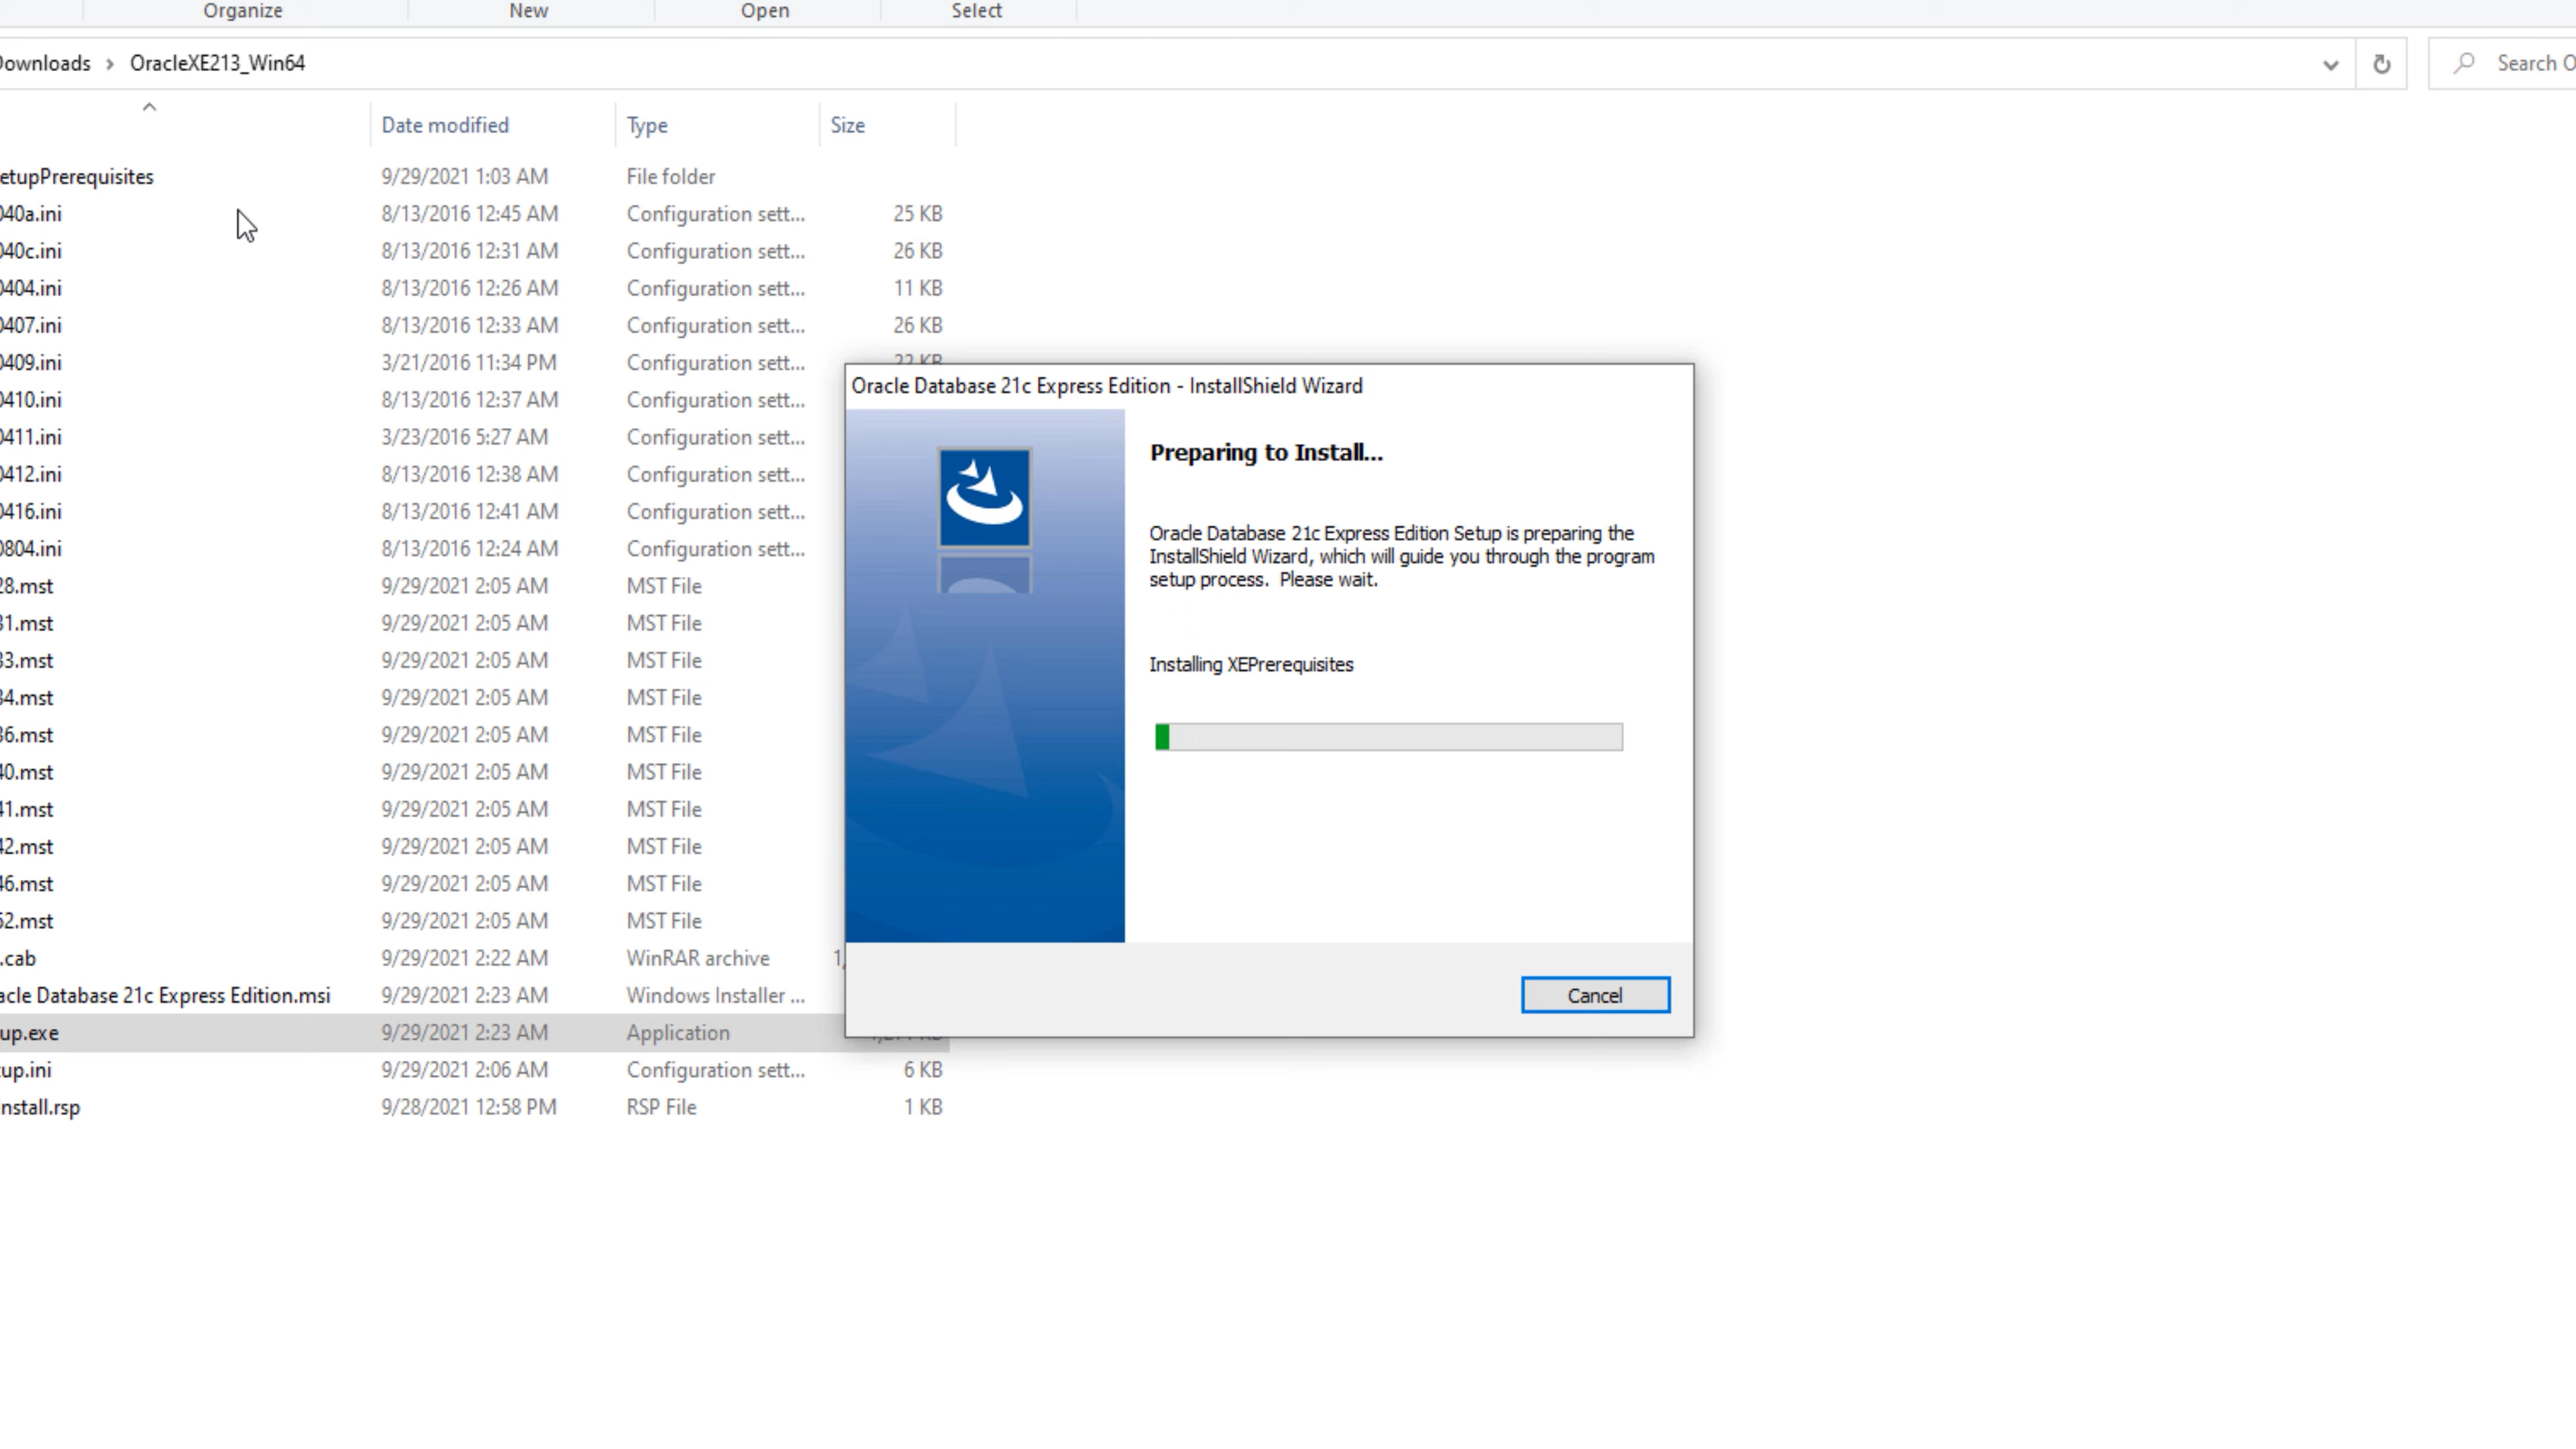 Organize New Open Select
Downloads › OracleXE213_Win64 Search O
Date modified Type Size
etupPrerequisites 9/29/2021 1:03 AM File folder
040a.ini 8/13/2016 12:45 AM Configuration sett... 25 KB
040c.ini 8/13/2016 12:31 AM Configuration sett... 26 KB
0404.ini 8/13/2016 12:26 AM Configuration sett... 11 KB
0407.ini 8/13/2016 12:33 AM Configuration sett... 26 KB
0409.ini 3/21/2016 11:34 PM Configuration sett... 22 KB
0410.ini 8/13/2016 12:37 AM Configuration sett...
0411.ini 3/23/2016 5:27 AM Configuration sett...
0412.ini 8/13/2016 12:38 AM Configuration sett...
0416.ini 8/13/2016 12:41 AM Configuration sett...
0804.ini 8/13/2016 12:24 AM Configuration sett...
28.mst 9/29/2021 2:05 AM MST File
31.mst 9/29/2021 2:05 AM MST File
33.mst 9/29/2021 2:05 AM MST File
34.mst 9/29/2021 2:05 AM MST File
36.mst 9/29/2021 2:05 AM MST File
40.mst 9/29/2021 2:05 AM MST File
41.mst 9/29/2021 2:05 AM MST File
42.mst 9/29/2021 2:05 AM MST File
46.mst 9/29/2021 2:05 AM MST File
52.mst 9/29/2021 2:05 AM MST File
.cab 9/29/2021 2:22 AM WinRAR archive 1,
acle Database 21c Express Edition.msi 9/29/2021 2:23 AM Windows Installer ...
up.exe 9/29/2021 2:23 AM Application
up.ini 9/29/2021 2:06 AM Configuration sett... 6 KB
nstall.rsp 9/28/2021 12:58 PM RSP File 1 KB
Oracle Database 21c Express Edition - InstallShield Wizard
Preparing to Install...
Oracle Database 21c Express Edition Setup is preparing the
InstallShield Wizard, which will guide you through the program
setup process. Please wait.
Installing XEPrerequisites
Cancel